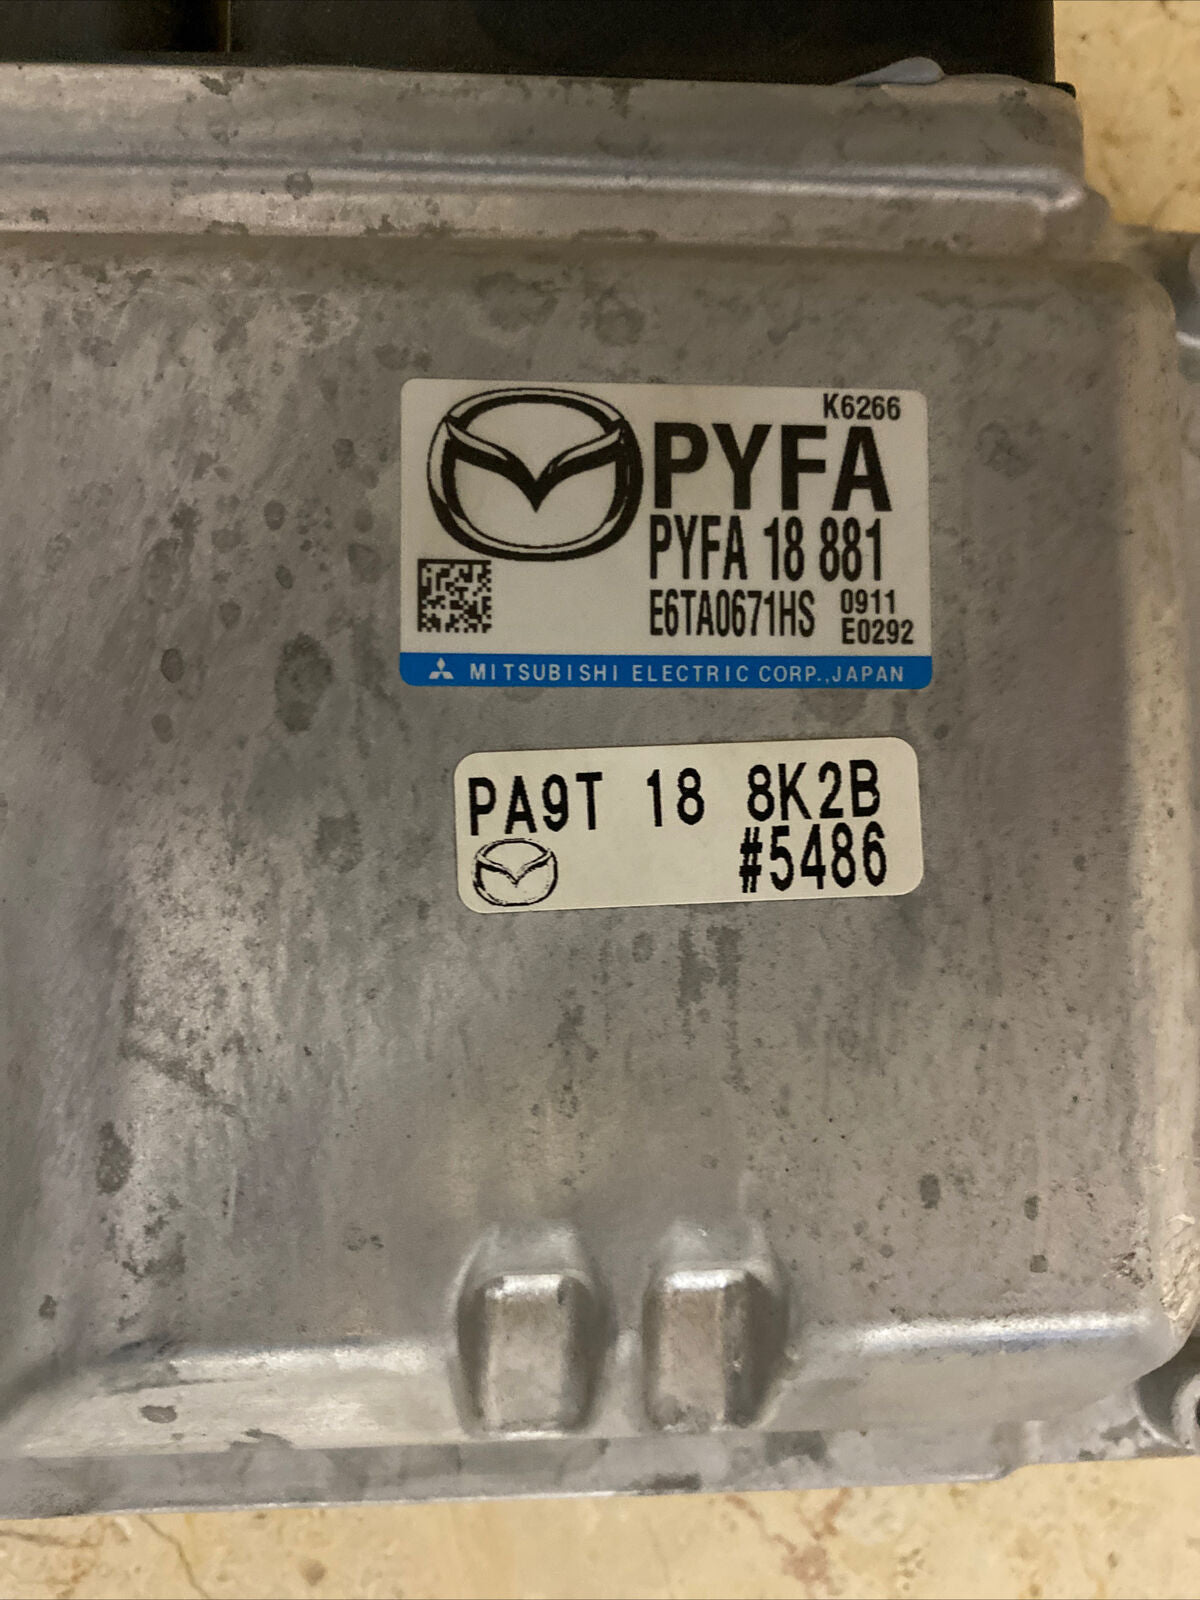 K6266
PYFA
PYFA 18 881
E6TA0671HS 0911
E0292
MITSUBISHI ELECTRIC CORP.,JAPAN
PA9T 18 8K2B
#5486